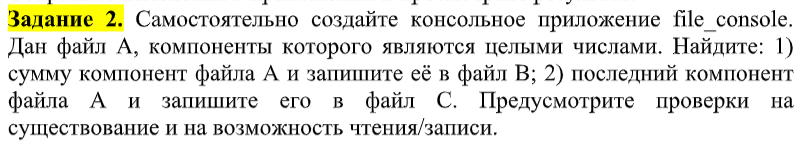 Задание 2. Самостоятельно создайте консольное приложение file_console.
Дан файл А, компоненты которого являются целыми числами. Найдите: 1)
сумму компонент файла А и запишите её в файл В; 2) последний компонент
файла А и запишите его в файл С. Предусмотрите проверки на
существование и на возможность чтения/записи.